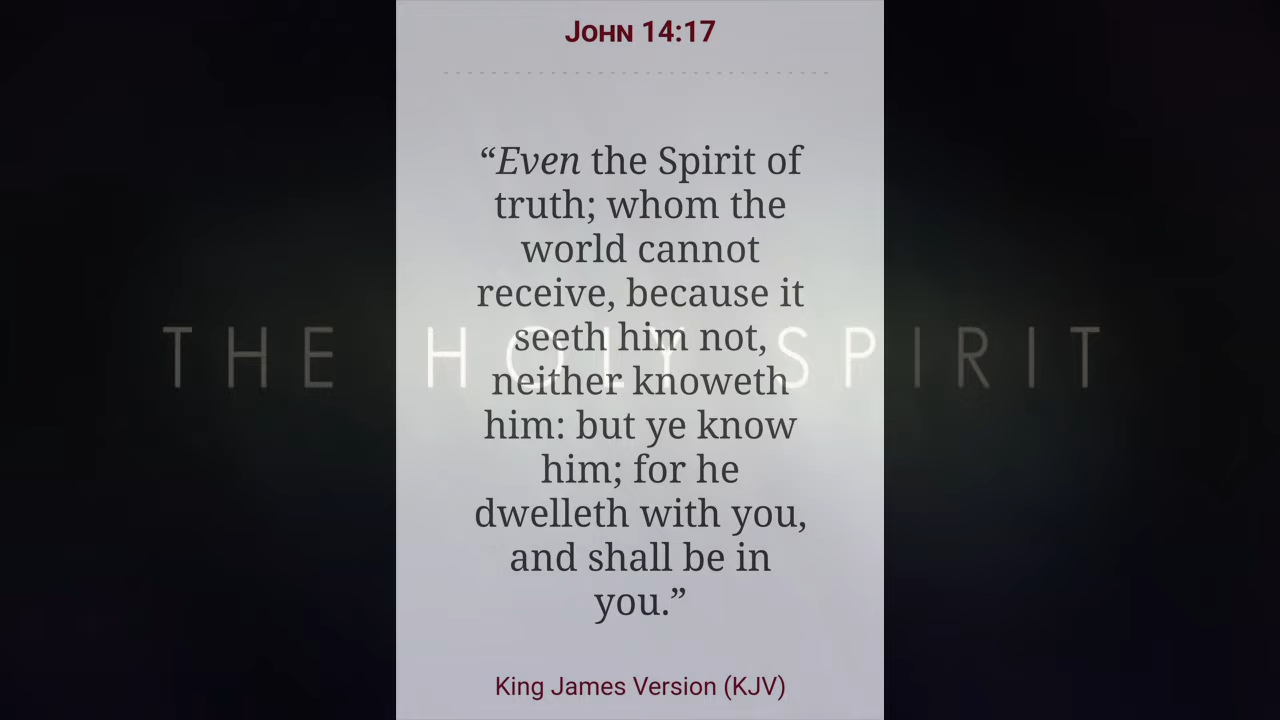 John 14:17
“Even the Spirit of
truth; whom the
world cannot
receive, because it
seeth him not,
THE HOLY SPIRIT
neither knoweth
him: but ye know
him; for he
dwelleth with you,
and shall be in
you.”
King James Version (KJV)